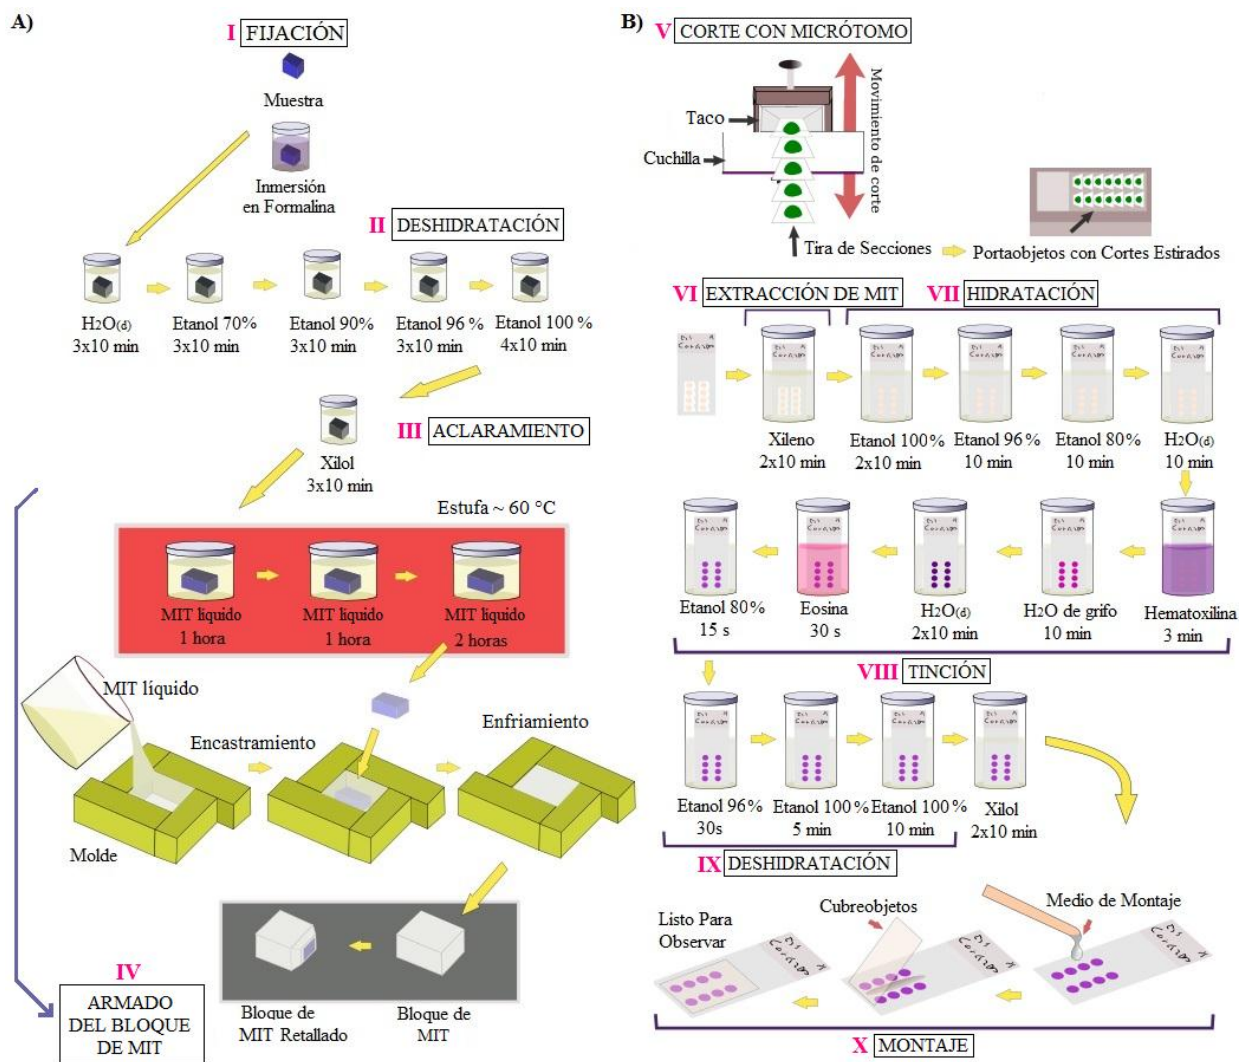 A)
I FIJACIÓN
Muestra
Inmersión
en Formalina
II DESHIDRATACIÓN
H2O(d)
3x10 min
Etanol 70%
3x10 min
Etanol 90%
3x10 min
Etanol 96 %
3x10 min
Etanol 100 %
4x10 min
III ACLARAMIENTO
Xilol
3x10 min
Estufa ~ 60 °C
MIT liquido
1 hora
MIT liquido
1 hora
MIT liquido
2 horas
MIT líquido
Encastramiento
Enfriamiento
Molde
IV
ARMADO
DEL BLOQUE
DE MIT
Bloque de
MIT Retallado
Bloque de
MIT
B)
V CORTE CON MICRÓTOMO
Movimiento de corte
Taco
Cuchilla
Tira de Secciones
Portaobjetos con Cortes Estirados
VI EXTRACCIÓN DE MIT
VII HIDRATACIÓN
Xileno
2x10 min
Etanol 100%
2x10 min
Etanol 96%
10 min
Etanol 80%
10 min
H2O(d)
10 min
Etanol 80%
15 s
Eosina
30 s
H2O(d)
2x10 min
H2O de grifo
10 min
Hematoxilina
3 min
VIII TINCIÓN
Etanol 96%
30s
Etanol 100%
5 min
Etanol 100%
10 min
Xilol
2x10 min
IX DESHIDRATACIÓN
Listo Para
Observar
Cubreobjetos
Medio de Montaje
X MONTAJE